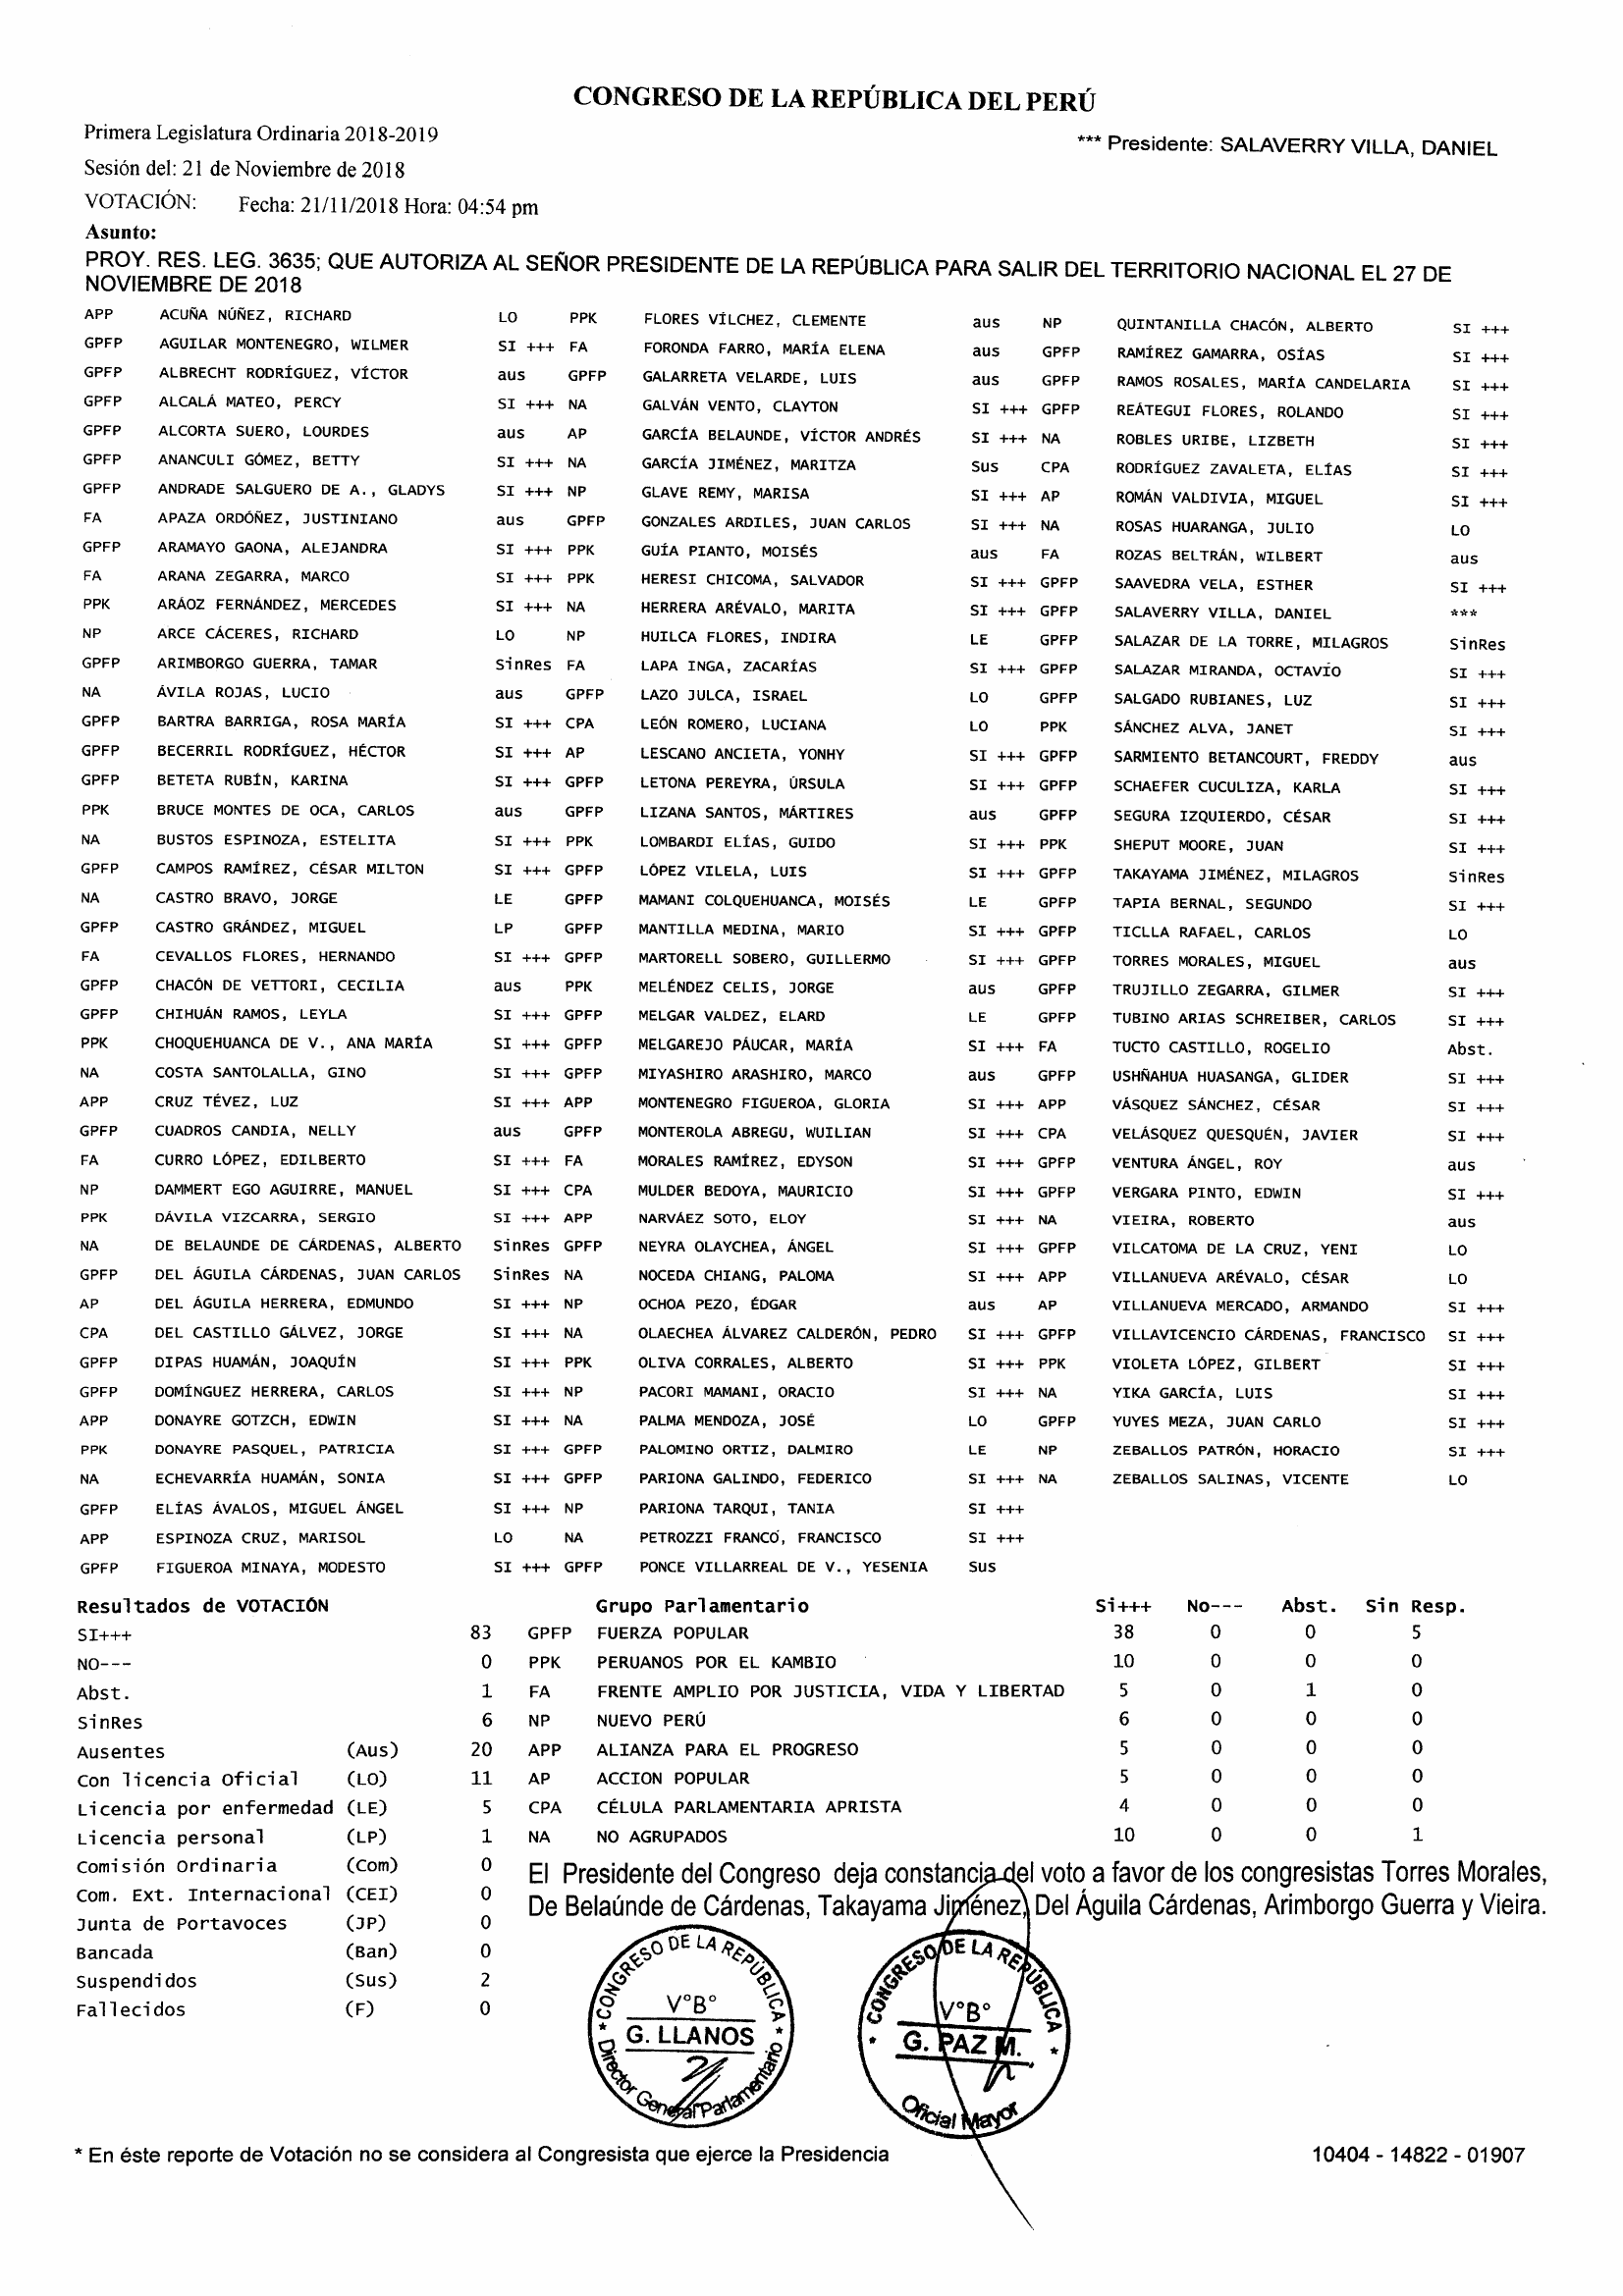 CONGRESO DE LA REPÚBLICA DEL PERÚ
Primera Legislatura Ordinaria 2018-2019
*** Presidente: SALAVERRY VILLA, DANIEL
Sesión del: 21 de Noviembre de 2018
VOTACIÓN: Fecha: 21/11/2018 Hora: 04:54 pm
Asunto:
PROY. RES. LEG. 3635; QUE AUTORIZA AL SEÑOR PRESIDENTE DE LA REPÚBLICA PARA SALIR DEL TERRITORIO NACIONAL EL 27 DE
NOVIEMBRE DE 2018
APP ACUÑA NÚÑEZ, RICHARD LO PPK FLORES VÍLCHEZ, CLEMENTE aus NP QUINTANILLA CHACÓN, ALBERTO SI +++
GPFP AGUILAR MONTENEGRO, WILMER SI +++ FA FORONDA FARRO, MARÍA ELENA aus GPFP RAMÍREZ GAMARRA, OSÍAS SI +++
GPFP ALBRECHT RODRÍGUEZ, VÍCTOR aus GPFP GALARRETA VELARDE, LUIS aus GPFP RAMOS ROSALES, MARÍA CANDELARIA SI +++
GPFP ALCALÁ MATEO, PERCY SI +++ NA GALVÁN VENTO, CLAYTON SI +++ GPFP REÁTEGUI FLORES, ROLANDO SI +++
GPFP ALCORTA SUERO, LOURDES aus AP GARCÍA BELAUNDE, VÍCTOR ANDRÉS SI +++ NA ROBLES URIBE, LIZBETH SI +++
GPFP ANANCULI GÓMEZ, BETTY SI +++ NA GARCÍA JIMÉNEZ, MARITZA Sus CPA RODRÍGUEZ ZAVALETA, ELÍAS SI +++
GPFP ANDRADE SALGUERO DE A., GLADYS SI +++ NP GLAVE REMY, MARISA SI +++ AP ROMÁN VALDIVIA, MIGUEL SI +++
FA APAZA ORDÓÑEZ, JUSTINIANO aus GPFP GONZALES ARDILES, JUAN CARLOS SI +++ NA ROSAS HUARANGA, JULIO LO
GPFP ARAMAYO GAONA, ALEJANDRA SI +++ PPK GUÍA PIANTO, MOISÉS aus FA ROZAS BELTRÁN, WILBERT aus
FA ARANA ZEGARRA, MARCO SI +++ PPK HERESI CHICOMA, SALVADOR SI +++ GPFP SAAVEDRA VELA, ESTHER SI +++
PPK ARÁOZ FERNÁNDEZ, MERCEDES SI +++ NA HERRERA ARÉVALO, MARITA SI +++ GPFP SALAVERRY VILLA, DANIEL ***
NP ARCE CÁCERES, RICHARD LO NP HUILCA FLORES, INDIRA LE GPFP SALAZAR DE LA TORRE, MILAGROS SinRes
GPFP ARIMBORGO GUERRA, TAMAR SinRes FA LAPA INGA, ZACARÍAS SI +++ GPFP SALAZAR MIRANDA, OCTAVIO SI +++
NA ÁVILA ROJAS, LUCIO aus GPFP LAZO JULCA, ISRAEL LO GPFP SALGADO RUBIANES, LUZ SI +++
GPFP BARTRA BARRIGA, ROSA MARÍA SI +++ CPA LEÓN ROMERO, LUCIANA LO PPK SÁNCHEZ ALVA, JANET SI +++
GPFP BECERRIL RODRÍGUEZ, HÉCTOR SI +++ AP LESCANO ANCIETA, YONHY SI +++ GPFP SARMIENTO BETANCOURT, FREDDY aus
GPFP BETETA RUBÍN, KARINA SI +++ GPFP LETONA PEREYRA, ÚRSULA SI +++ GPFP SCHAEFER CUCULIZA, KARLA SI +++
PPK BRUCE MONTES DE OCA, CARLOS aus GPFP LIZANA SANTOS, MÁRTIRES aus GPFP SEGURA IZQUIERDO, CÉSAR SI +++
NA BUSTOS ESPINOZA, ESTELITA SI +++ PPK LOMBARDI ELÍAS, GUIDO SI +++ PPK SHEPUT MOORE, JUAN SI +++
GPFP CAMPOS RAMÍREZ, CÉSAR MILTON SI +++ GPFP LÓPEZ VILELA, LUIS SI +++ GPFP TAKAYAMA JIMÉNEZ, MILAGROS SinRes
NA CASTRO BRAVO, JORGE LE GPFP MAMANI COLQUEHUANCA, MOISÉS LE GPFP TAPIA BERNAL, SEGUNDO SI +++
GPFP CASTRO GRÁNDEZ, MIGUEL LP GPFP MANTILLA MEDINA, MARIO SI +++ GPFP TICLLA RAFAEL, CARLOS LO
FA CEVALLOS FLORES, HERNANDO SI +++ GPFP MARTORELL SOBERO, GUILLERMO SI +++ GPFP TORRES MORALES, MIGUEL aus
GPFP CHACÓN DE VETTORI, CECILIA aus PPK MELÉNDEZ CELIS, JORGE aus GPFP TRUJILLO ZEGARRA, GILMER SI +++
GPFP CHIHUÁN RAMOS, LEYLA SI +++ GPFP MELGAR VALDEZ, ELARD LE GPFP TUBINO ARIAS SCHREIBER, CARLOS SI +++
PPK CHOQUEHUANCA DE V., ANA MARÍA SI +++ GPFP MELGAREJO PÁUCAR, MARÍA SI +++ FA TUCTO CASTILLO, ROGELIO Abst.
NA COSTA SANTOLALLA, GINO SI +++ GPFP MIYASHIRO ARASHIRO, MARCO aus GPFP USHÑAHUA HUASANGA, GLIDER SI +++
APP CRUZ TÉVEZ, LUZ SI +++ APP MONTENEGRO FIGUEROA, GLORIA SI +++ APP VÁSQUEZ SÁNCHEZ, CÉSAR SI +++
GPFP CUADROS CANDIA, NELLY aus GPFP MONTEROLA ABREGU, WUILIAN SI +++ CPA VELÁSQUEZ QUESQUÉN, JAVIER SI +++
FA CURRO LÓPEZ, EDILBERTO SI +++ FA MORALES RAMÍREZ, EDYSON SI +++ GPFP VENTURA ÁNGEL, ROY aus
NP DAMMERT EGO AGUIRRE, MANUEL SI +++ CPA MULDER BEDOYA, MAURICIO SI +++ GPFP VERGARA PINTO, EDWIN SI +++
PPK DÁVILA VIZCARRA, SERGIO SI +++ APP NARVÁEZ SOTO, ELOY SI +++ NA VIEIRA, ROBERTO aus
NA DE BELAUNDE DE CÁRDENAS, ALBERTO SinRes GPFP NEYRA OLAYCHEA, ÁNGEL SI +++ GPFP VILCATOMA DE LA CRUZ, YENI LO
GPFP DEL ÁGUILA CÁRDENAS, JUAN CARLOS SinRes NA NOCEDA CHIANG, PALOMA SI +++ APP VILLANUEVA ARÉVALO, CÉSAR LO
AP DEL ÁGUILA HERRERA, EDMUNDO SI +++ NP OCHOA PEZO, ÉDGAR aus AP VILLANUEVA MERCADO, ARMANDO SI +++
CPA DEL CASTILLO GÁLVEZ, JORGE SI +++ NA OLAECHEA ÁLVAREZ CALDERÓN, PEDRO SI +++ GPFP VILLAVICENCIO CÁRDENAS, FRANCISCO SI +++
GPFP DIPAS HUAMÁN, JOAQUÍN SI +++ PPK OLIVA CORRALES, ALBERTO SI +++ PPK VIOLETA LÓPEZ, GILBERT SI +++
GPFP DOMÍNGUEZ HERRERA, CARLOS SI +++ NP PACORI MAMANI, ORACIO SI +++ NA YIKA GARCÍA, LUIS SI +++
APP DONAYRE GOTZCH, EDWIN SI +++ NA PALMA MENDOZA, JOSÉ LO GPFP YUYES MEZA, JUAN CARLO SI +++
PPK DONAYRE PASQUEL, PATRICIA SI +++ GPFP PALOMINO ORTIZ, DALMIRO LE NP ZEBALLOS PATRÓN, HORACIO SI +++
NA ECHEVARRÍA HUAMÁN, SONIA SI +++ GPFP PARIONA GALINDO, FEDERICO SI +++ NA ZEBALLOS SALINAS, VICENTE LO
GPFP ELÍAS ÁVALOS, MIGUEL ÁNGEL SI +++ NP PARIONA TARQUI, TANIA SI +++
APP ESPINOZA CRUZ, MARISOL LO NA PETROZZI FRANCO, FRANCISCO SI +++
GPFP FIGUEROA MINAYA, MODESTO SI +++ GPFP PONCE VILLARREAL DE V., YESENIA Sus
Resultados de VOTACIÓN Grupo Parlamentario Si+++ No--- Abst. Sin Resp.
SI+++ 83 GPFP FUERZA POPULAR 38 0 0 5
NO--- 0 PPK PERUANOS POR EL KAMBIO 10 0 0 0
Abst. 1 FA FRENTE AMPLIO POR JUSTICIA, VIDA Y LIBERTAD 5 0 1 0
SinRes 6 NP NUEVO PERÚ 6 0 0 0
Ausentes (Aus) 20 APP ALIANZA PARA EL PROGRESO 5 0 0 0
Con licencia Oficial (LO) 11 AP ACCION POPULAR 5 0 0 0
Licencia por enfermedad (LE) 5 CPA CÉLULA PARLAMENTARIA APRISTA 4 0 0 0
Licencia personal (LP) 1 NA NO AGRUPADOS 10 0 0 1
Comisión Ordinaria (Com) 0
Com. Ext. Internacional (CEI) 0
Junta de Portavoces (JP) 0
Bancada (Ban) 0
Suspendidos (Sus) 2
Fallecidos (F) 0
El Presidente del Congreso deja constancia del voto a favor de los congresistas Torres Morales,
De Belaúnde de Cárdenas, Takayama Jiménez, Del Águila Cárdenas, Arimborgo Guerra y Vieira.
* CONGRESO DE LA REPÚBLICA *
V°B°
G. LLANOS
Director General Parlamentario
* CONGRESO DE LA REPÚBLICA *
V°B°
G. PAZ M.
Oficial Mayor
* En éste reporte de Votación no se considera al Congresista que ejerce la Presidencia
10404 - 14822 - 01907